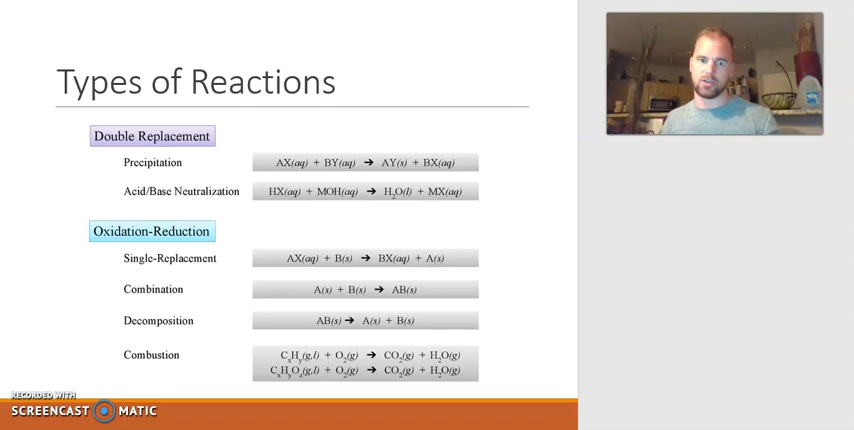 Types of Reactions
Double Replacement
Precipitation AX(aq) + BY(aq) ➔ AY(s) + BX(aq)
Acid/Base Neutralization HX(aq) + MOH(aq) ➔ H₂O(l) + MX(aq)
Oxidation-Reduction
Single-Replacement AX(aq) + B(s) ➔ BX(aq) + A(s)
Combination A(s) + B(s) ➔ AB(s)
Decomposition AB(s) ➔ A(s) + B(s)
Combustion CₓHᵧ(g,l) + O₂(g) ➔ CO₂(g) + H₂O(g)
CₓHᵧOₐ(g,l) + O₂(g) ➔ CO₂(g) + H₂O(g)
RECORDED WITH
SCREENCAST MATIC